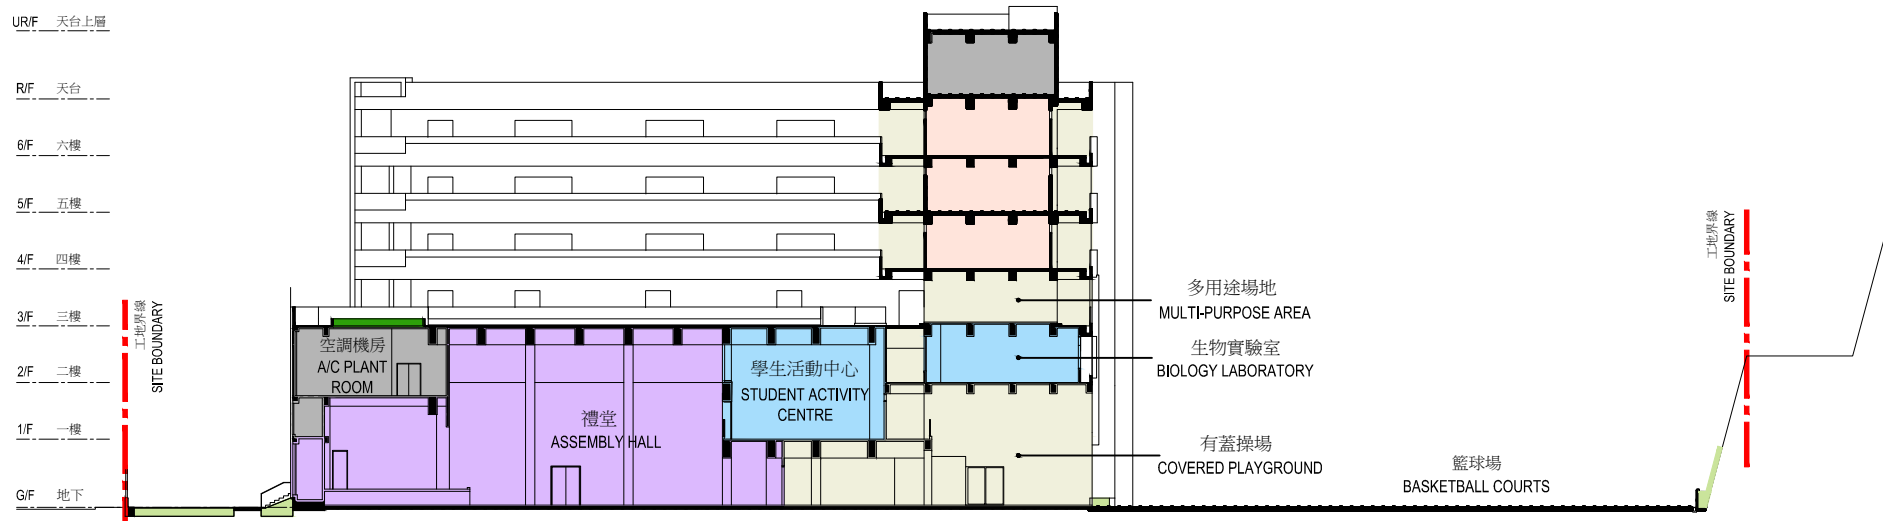 UR/F 天台上層
R/F 天台
6/F 六樓
5/F 五樓
4/F 四樓
3/F 三樓
2/F 二樓
1/F 一樓
G/F 地下
工地界線
SITE BOUNDARY
空調機房
A/C PLANT
ROOM
禮堂
ASSEMBLY HALL
學生活動中心
STUDENT ACTIVITY
CENTRE
多用途場地
MULTI-PURPOSE AREA
生物實驗室
BIOLOGY LABORATORY
有蓋操場
COVERED PLAYGROUND
籃球場
BASKETBALL COURTS
工地界線
SITE BOUNDARY